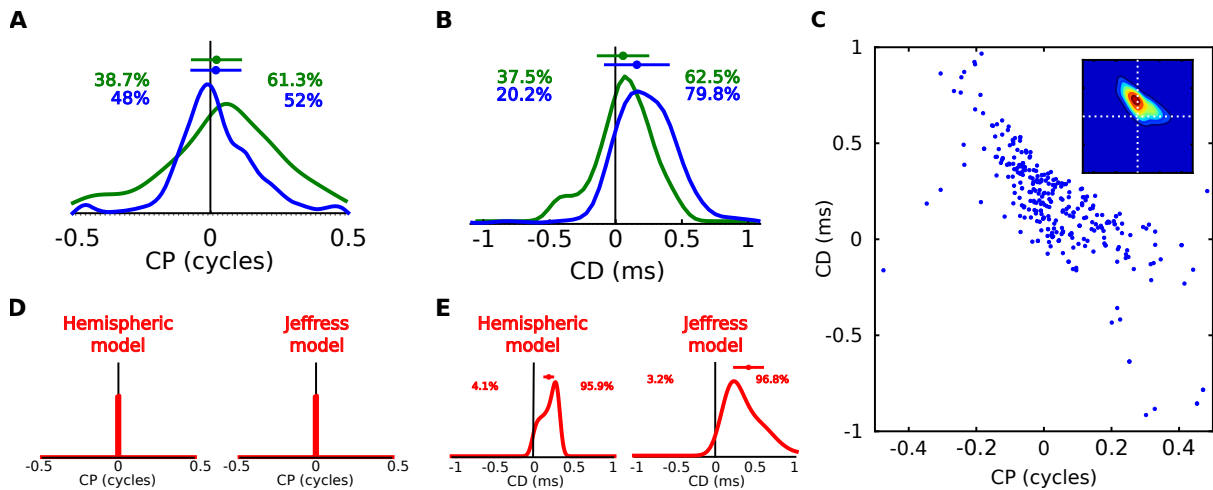 A
38.7%
61.3%
48%
52%
-0.5
0
0.5
CP (cycles)
B
37.5%
62.5%
20.2%
79.8%
-1
-0.5
0
0.5
1
CD (ms)
C
1
0.5
0
-0.5
-1
CD (ms)
-0.4
-0.2
0
0.2
0.4
CP (cycles)
D
Hemispheric
model
-0.5
0
0.5
CP (cycles)
Jeffress
model
-0.5
0
0.5
CP (cycles)
E
Hemispheric
model
4.1%
95.9%
-1
-0.5
0
0.5
1
CD (ms)
Jeffress
model
3.2%
96.8%
-1
-0.5
0
0.5
1
CD (ms)